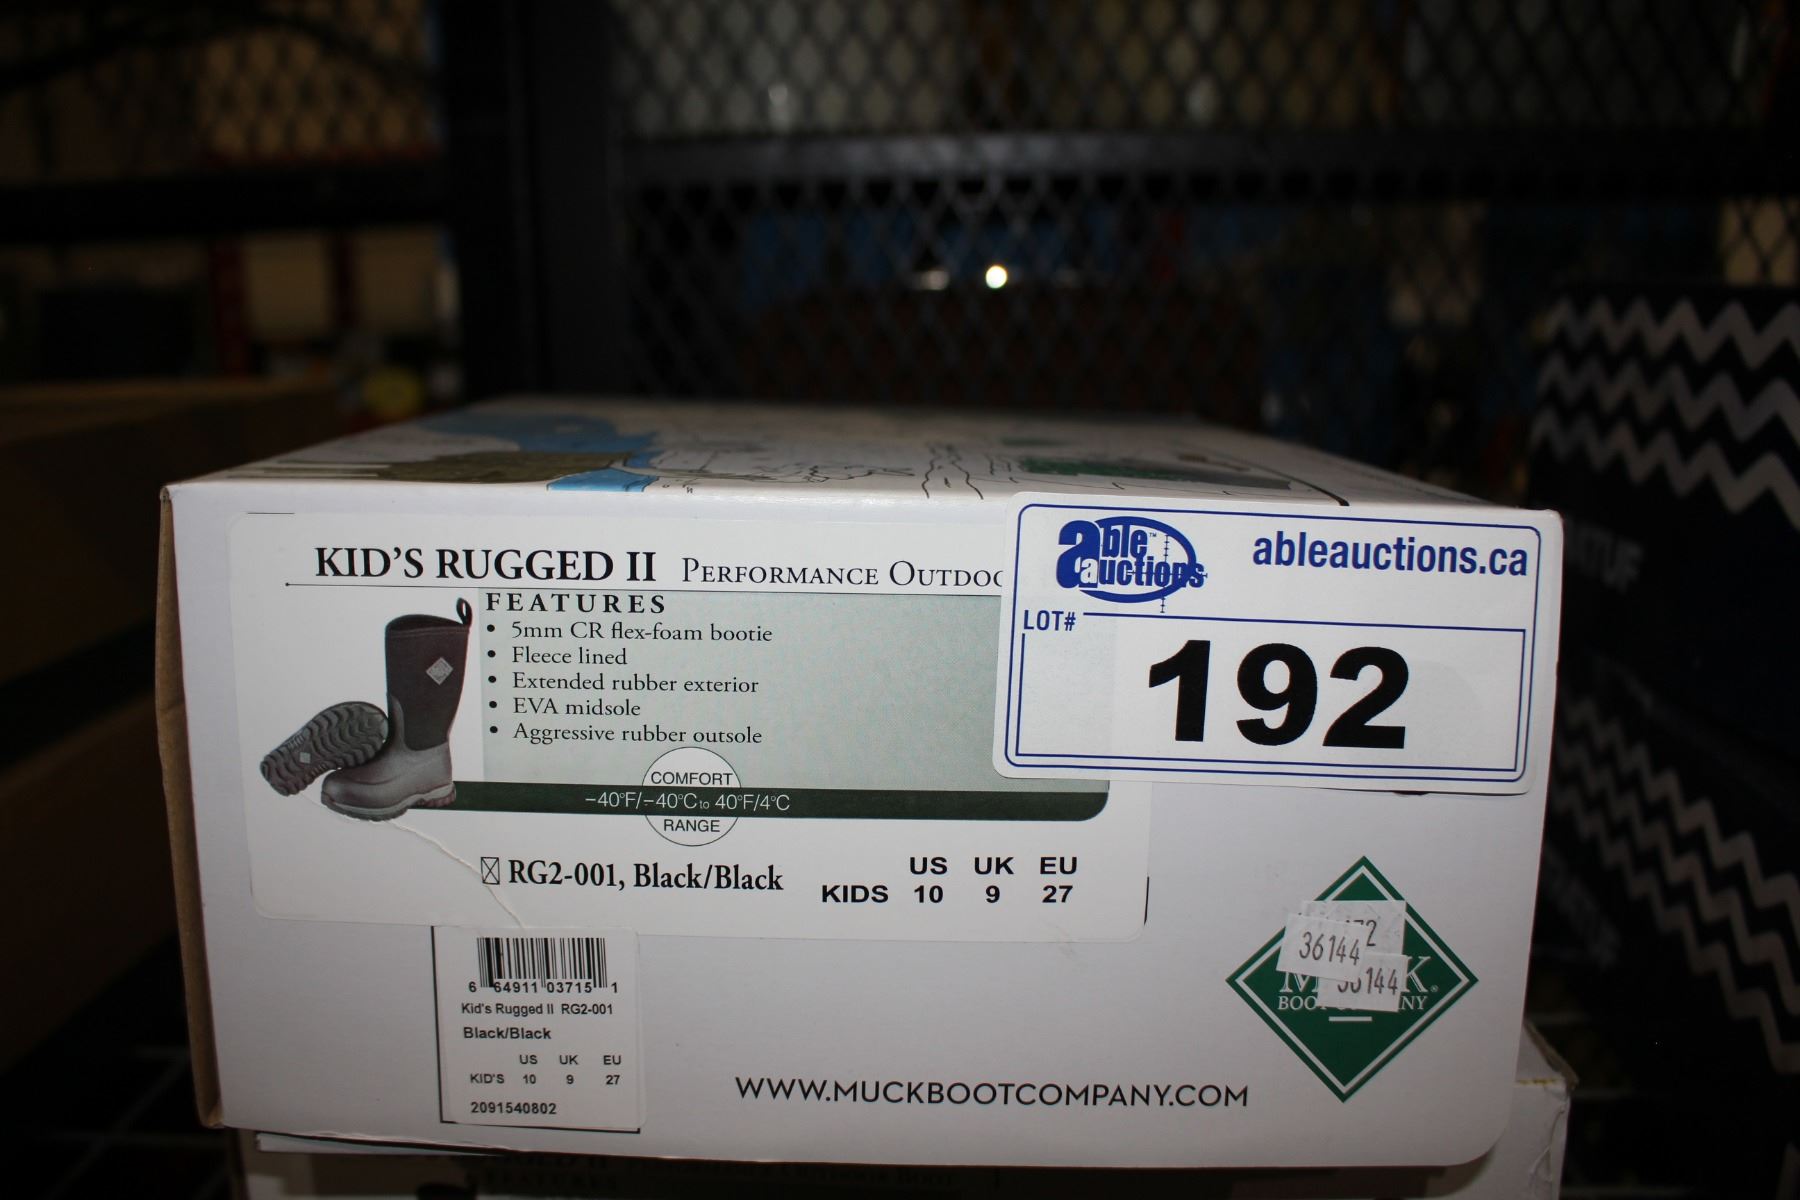 KID'S RUGGED II PERFORMANCE OUTDOO
FEATURES
• 5mm CR flex-foam bootie
• Fleece lined
• Extended rubber exterior
• EVA midsole
• Aggressive rubber outsole
COMFORT
-40°F/-40°C to 40°F/4°C
RANGE
RG2-001, Black/Black
US UK EU
KIDS 10 9 27
able™
auctions
ableauctions.ca
LOT#
192
6 64911 03715 1
Kid's Rugged II RG2-001
Black/Black
US UK EU
KID'S 10 9 27
2091540802
36144
144
BOOT NY
WWW.MUCKBOOTCOMPANY.COM